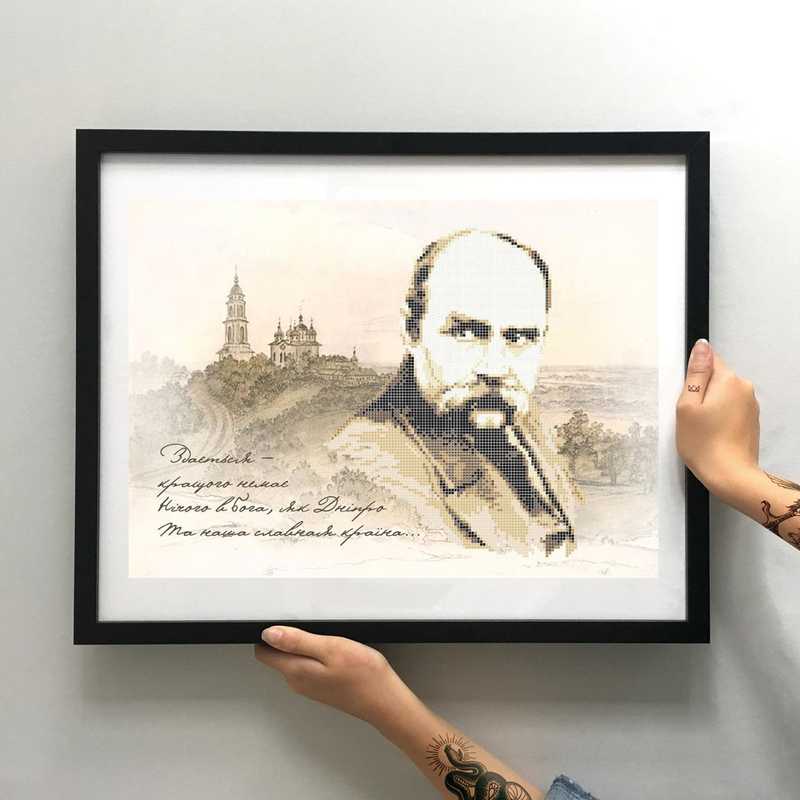 Здається –
кращого немає
Нічого в Бога, як Дніпро
Та наша славная країна...